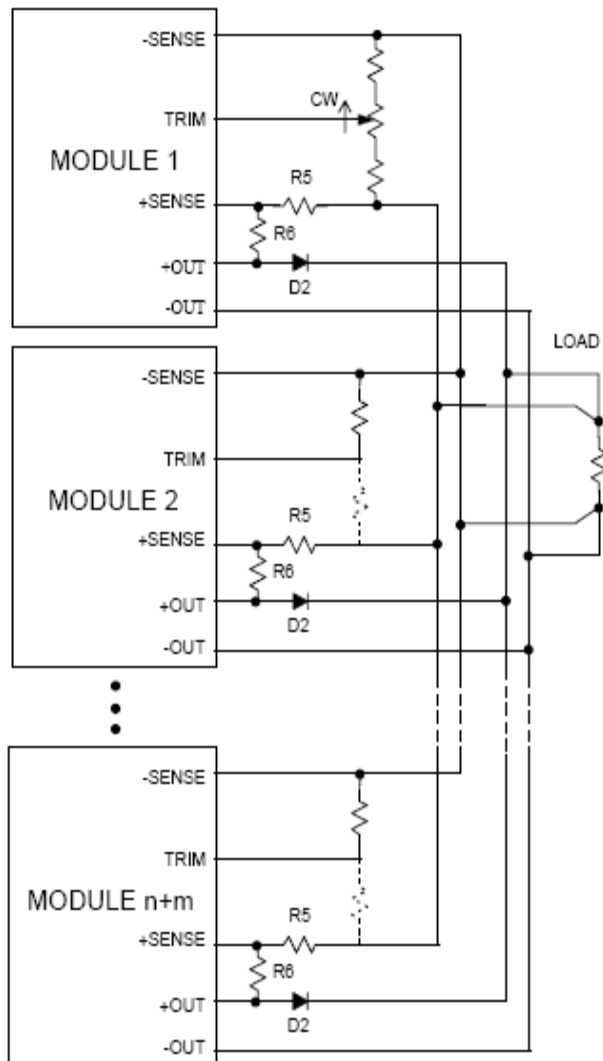 -SENSE
CW
TRIM
MODULE 1
R5
+SENSE
R6
+OUT
D2
-OUT
LOAD
-SENSE
TRIM
MODULE 2
R5
+SENSE
R6
+OUT
D2
-OUT
-SENSE
TRIM
MODULE n+m
R5
+SENSE
R6
+OUT
D2
-OUT